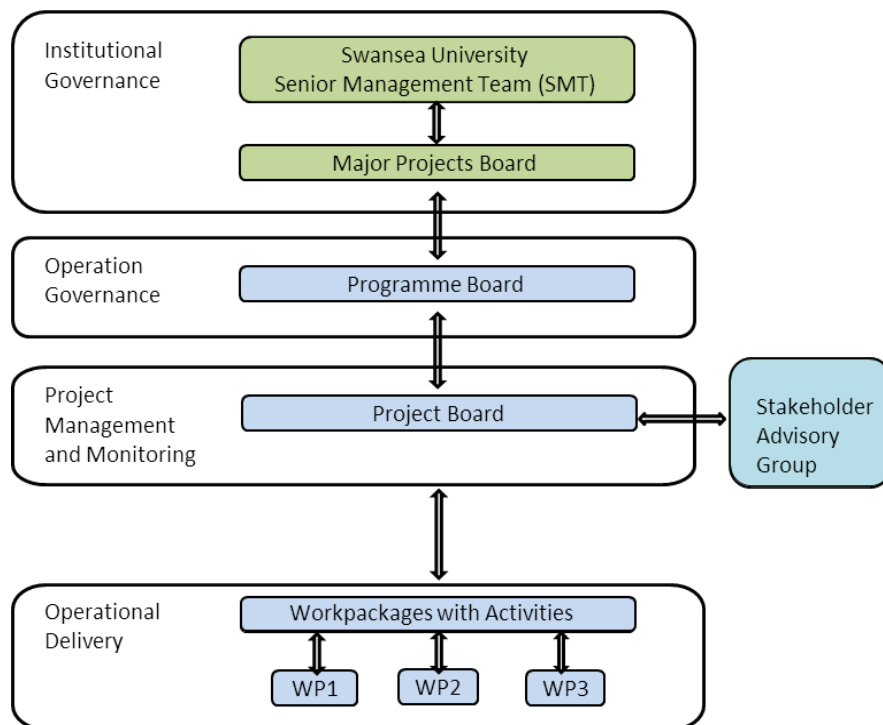 Institutional
Governance
Swansea University
Senior Management Team (SMT)
Major Projects Board
Operation
Governance
Programme Board
Project
Management
and Monitoring
Project Board
Stakeholder
Advisory
Group
Operational
Delivery
Workpackages with Activities
WP1
WP2
WP3